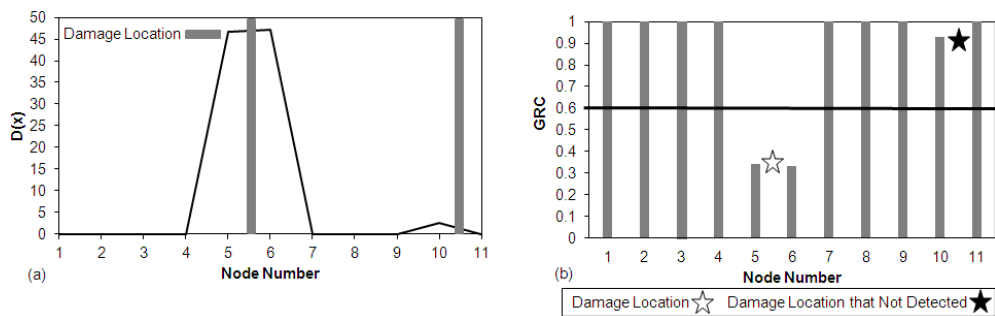 50
45
40
35
30
25
20
15
10
5
0
D(x)
Damage Location
1 2 3 4 5 6 7 8 9 10 11
Node Number
(a)
1
0.9
0.8
0.7
0.6
0.5
0.4
0.3
0.2
0.1
0
GRC
1 2 3 4 5 6 7 8 9 10 11
Node Number
(b)
Damage Location Damage Location that Not Detected